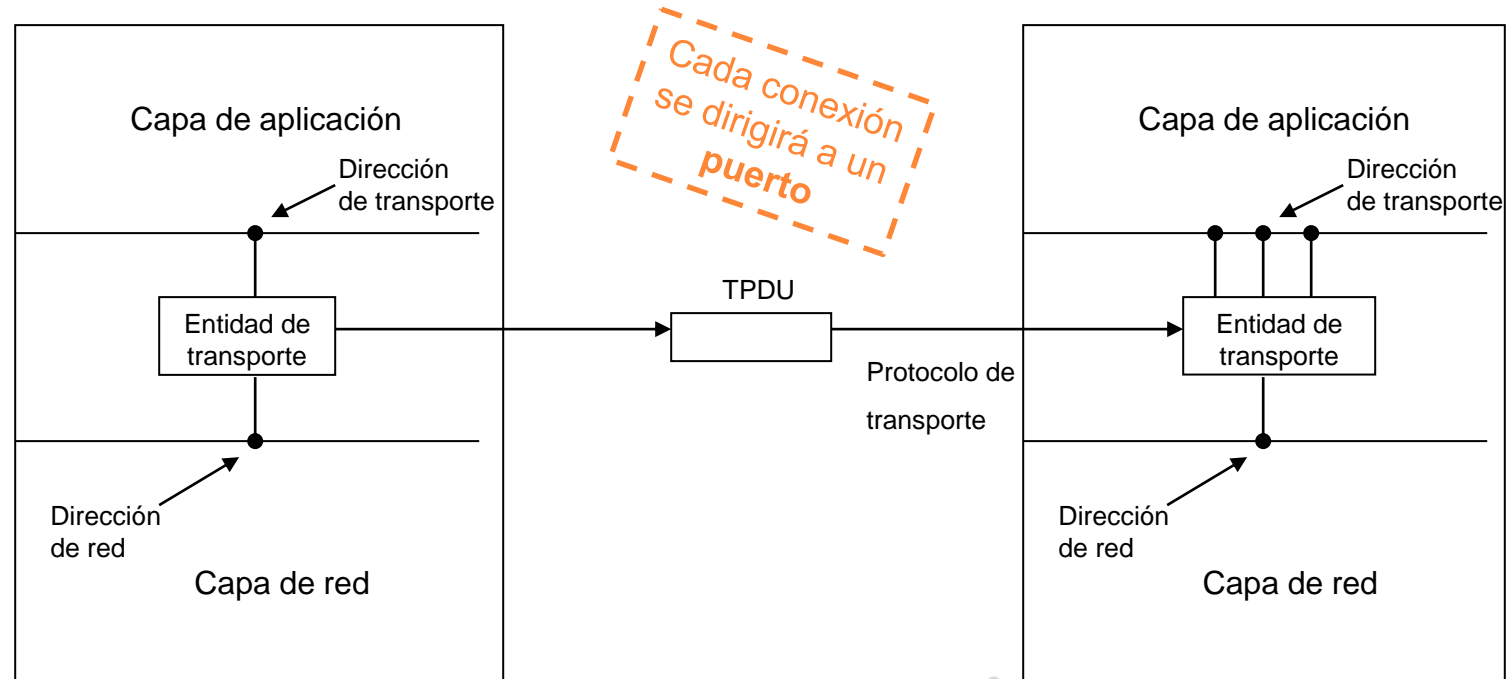 Cada conexión
se dirigirá a un
puerto
Capa de aplicación
Dirección
de transporte
Entidad de
transporte
Dirección
de red
Capa de red
TPDU
Protocolo de
transporte
Capa de aplicación
Dirección
de transporte
Entidad de
transporte
Dirección
de red
Capa de red